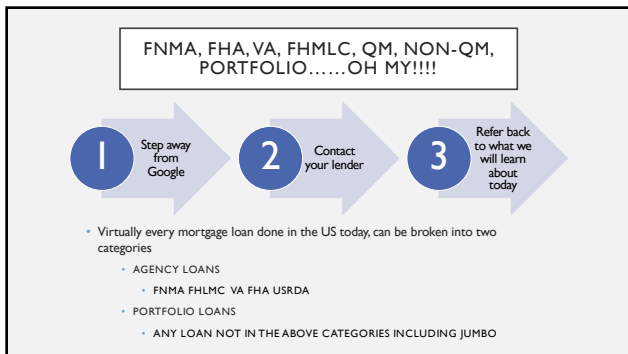 FNMA, FHA, VA, FHMLC, QM, NON-QM,
PORTFOLIO......OH MY!!!!
1
Step away
from
Google
2
Contact
your lender
3
Refer back
to what we
will learn
about
today
• Virtually every mortgage loan done in the US today, can be broken into two
categories
• AGENCY LOANS
• FNMA FHLMC VA FHA USRDA
• PORTFOLIO LOANS
• ANY LOAN NOT IN THE ABOVE CATEGORIES INCLUDING JUMBO